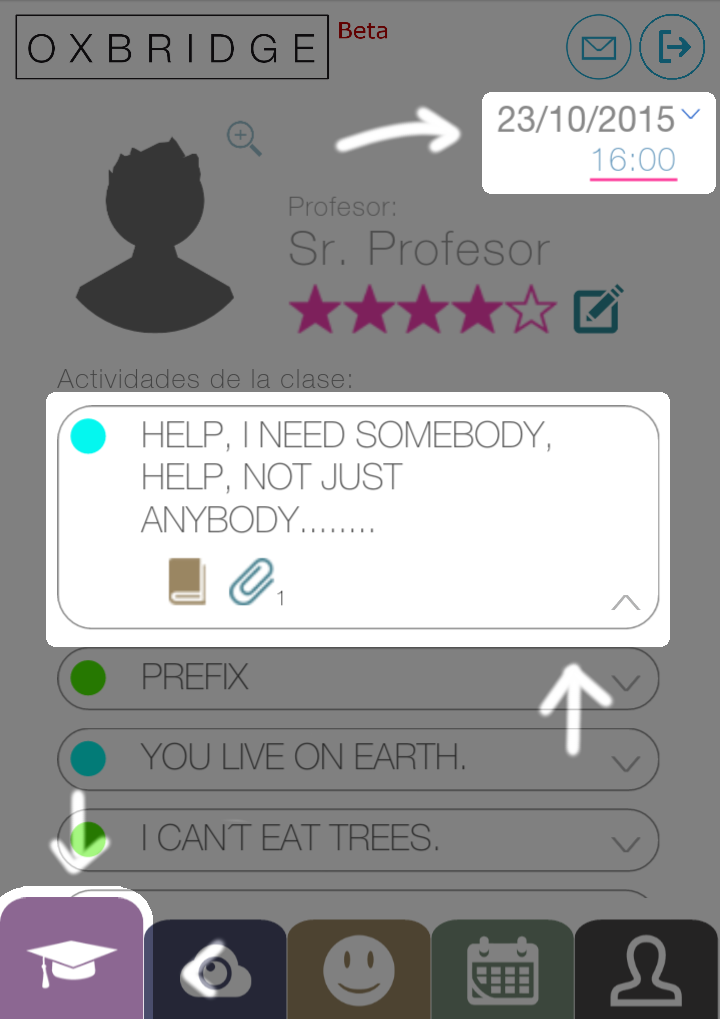 OXBRIDGE Beta
23/10/2015
16:00
Profesor:
Sr. Profesor
Actividades de la clase:
HELP, I NEED SOMEBODY,
HELP, NOT JUST
ANYBODY........
1
PREFIX
YOU LIVE ON EARTH.
I CAN´T EAT TREES.